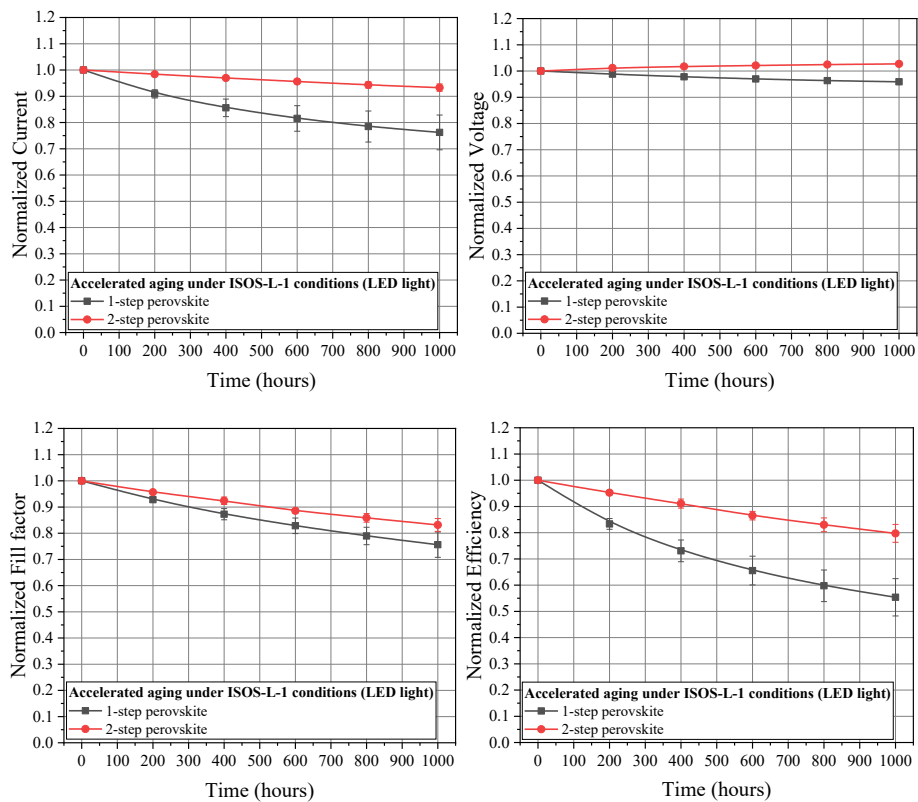 1.2
1.1
1.0
0.9
0.8
0.7
0.6
0.5
0.4
0.3
0.2
0.1
0.0
Normalized Current
Accelerated aging under ISOS-L-1 conditions (LED light)
1-step perovskite
2-step perovskite
0 100 200 300 400 500 600 700 800 900 1000
Time (hours)
1.2
1.1
1.0
0.9
0.8
0.7
0.6
0.5
0.4
0.3
0.2
0.1
0.0
Normalized Voltage
Accelerated aging under ISOS-L-1 conditions (LED light)
1-step perovskite
2-step perovskite
0 100 200 300 400 500 600 700 800 900 1000
Time (hours)
1.2
1.1
1.0
0.9
0.8
0.7
0.6
0.5
0.4
0.3
0.2
0.1
0.0
Normalized Fill factor
Accelerated aging under ISOS-L-1 conditions (LED light)
1-step perovskite
2-step perovskite
0 100 200 300 400 500 600 700 800 900 1000
Time (hours)
1.2
1.1
1.0
0.9
0.8
0.7
0.6
0.5
0.4
0.3
0.2
0.1
0.0
Normalized Efficiency
Accelerated aging under ISOS-L-1 conditions (LED light)
1-step perovskite
2-step perovskite
0 100 200 300 400 500 600 700 800 900 1000
Time (hours)